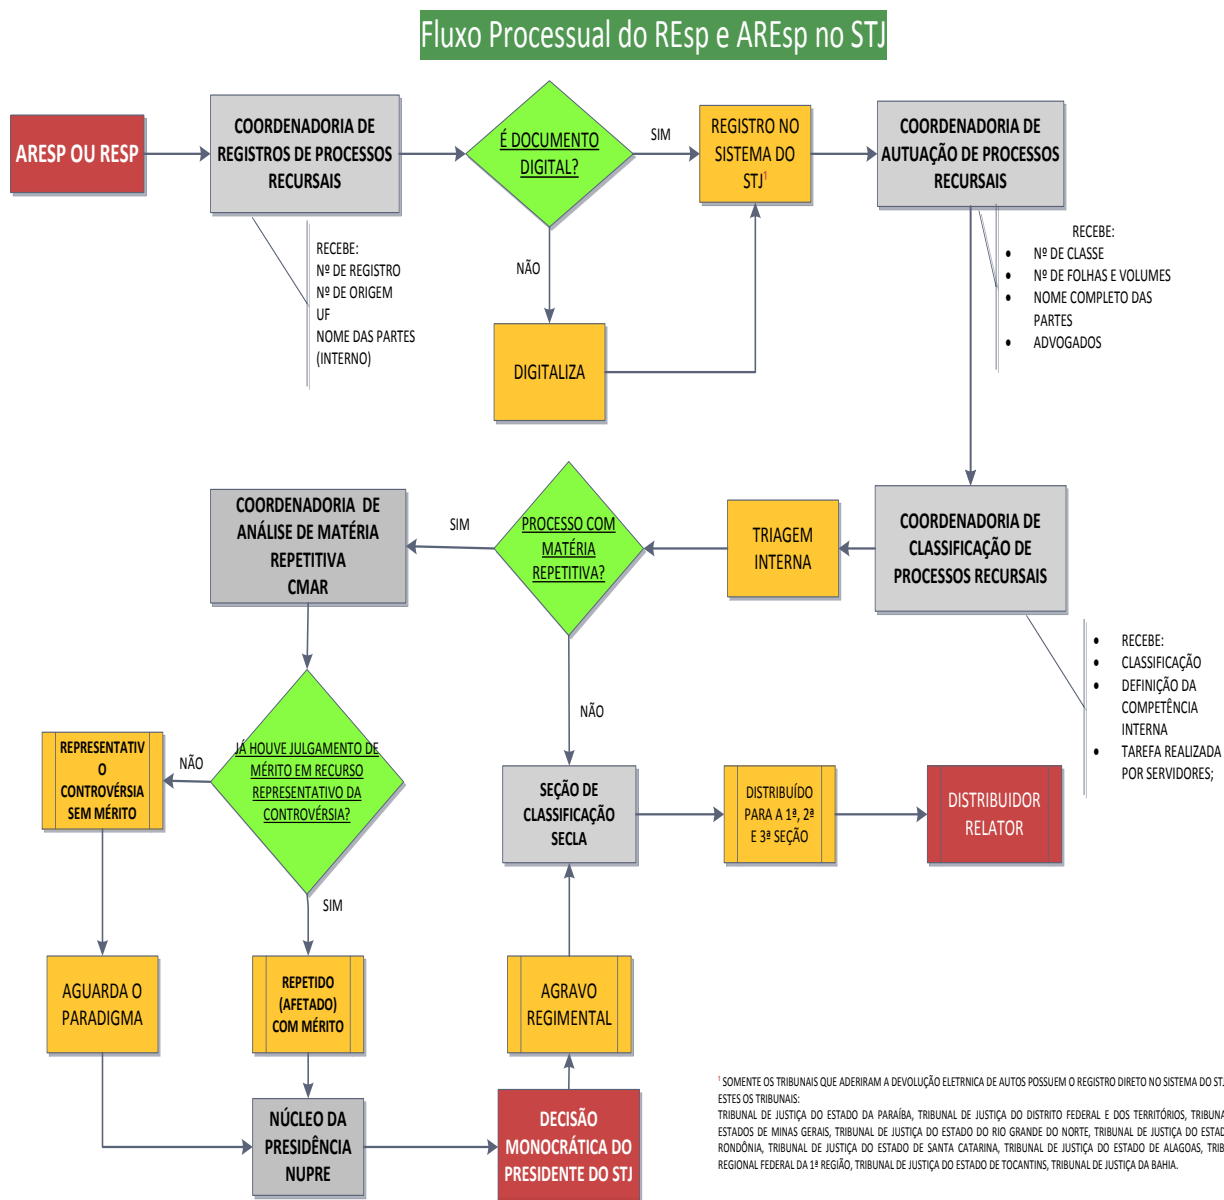 Fluxo Processual do REsp e AREsp no STJ
ARESP OU RESP
COORDENADORIA DE
REGISTROS DE PROCESSOS
RECURSAIS
É DOCUMENTO
DIGITAL?
SIM
REGISTRO NO
SISTEMA DO
STJ¹
COORDENADORIA DE
AUTUAÇÃO DE PROCESSOS
RECURSAIS
RECEBE:
Nº DE REGISTRO
Nº DE ORIGEM
UF
NOME DAS PARTES
(INTERNO)
NÃO
DIGITALIZA
RECEBE:
• Nº DE CLASSE
• Nº DE FOLHAS E VOLUMES
• NOME COMPLETO DAS
PARTES
• ADVOGADOS
COORDENADORIA DE
CLASSIFICAÇÃO DE
PROCESSOS RECURSAIS
TRIAGEM
INTERNA
PROCESSO COM
MATÉRIA
REPETITIVA?
SIM
COORDENADORIA DE
ANÁLISE DE MATÉRIA
REPETITIVA
CMAR
• RECEBE:
• CLASSIFICAÇÃO
• DEFINIÇÃO DA
COMPETÊNCIA
INTERNA
• TAREFA REALIZADA
POR SERVIDORES;
NÃO
JÁ HOUVE JULGAMENTO DE
MÉRITO EM RECURSO
REPRESENTATIVO DA
CONTROVÉRSIA?
NÃO
REPRESENTATIV
O
CONTROVÉRSIA
SEM MÉRITO
SEÇÃO DE
CLASSIFICAÇÃO
SECLA
DISTRIBUÍDO
PARA A 1ª, 2ª
E 3ª SEÇÃO
DISTRIBUIDOR
RELATOR
SIM
AGUARDA O
PARADIGMA
REPETIDO
(AFETADO)
COM MÉRITO
AGRAVO
REGIMENTAL
NÚCLEO DA
PRESIDÊNCIA
NUPRE
DECISÃO
MONOCRÁTICA DO
PRESIDENTE DO STJ
¹ SOMENTE OS TRIBUNAIS QUE ADERIRAM A DEVOLUÇÃO ELETRNICA DE AUTOS POSSUEM O REGISTRO DIRETO NO SISTEMA DO STJ
ESTES OS TRIBUNAIS:
TRIBUNAL DE JUSTIÇA DO ESTADO DA PARAÍBA, TRIBUNAL DE JUSTIÇA DO DISTRITO FEDERAL E DOS TERRITÓRIOS, TRIBUNA
ESTADOS DE MINAS GERAIS, TRIBUNAL DE JUSTIÇA DO ESTADO DO RIO GRANDE DO NORTE, TRIBUNAL DE JUSTIÇA DO ESTAD
RONDÔNIA, TRIBUNAL DE JUSTIÇA DO ESTADO DE SANTA CATARINA, TRIBUNAL DE JUSTIÇA DO ESTADO DE ALAGOAS, TRIB
REGIONAL FEDERAL DA 1ª REGIÃO, TRIBUNAL DE JUSTIÇA DO ESTADO DE TOCANTINS, TRIBUNAL DE JUSTIÇA DA BAHIA.